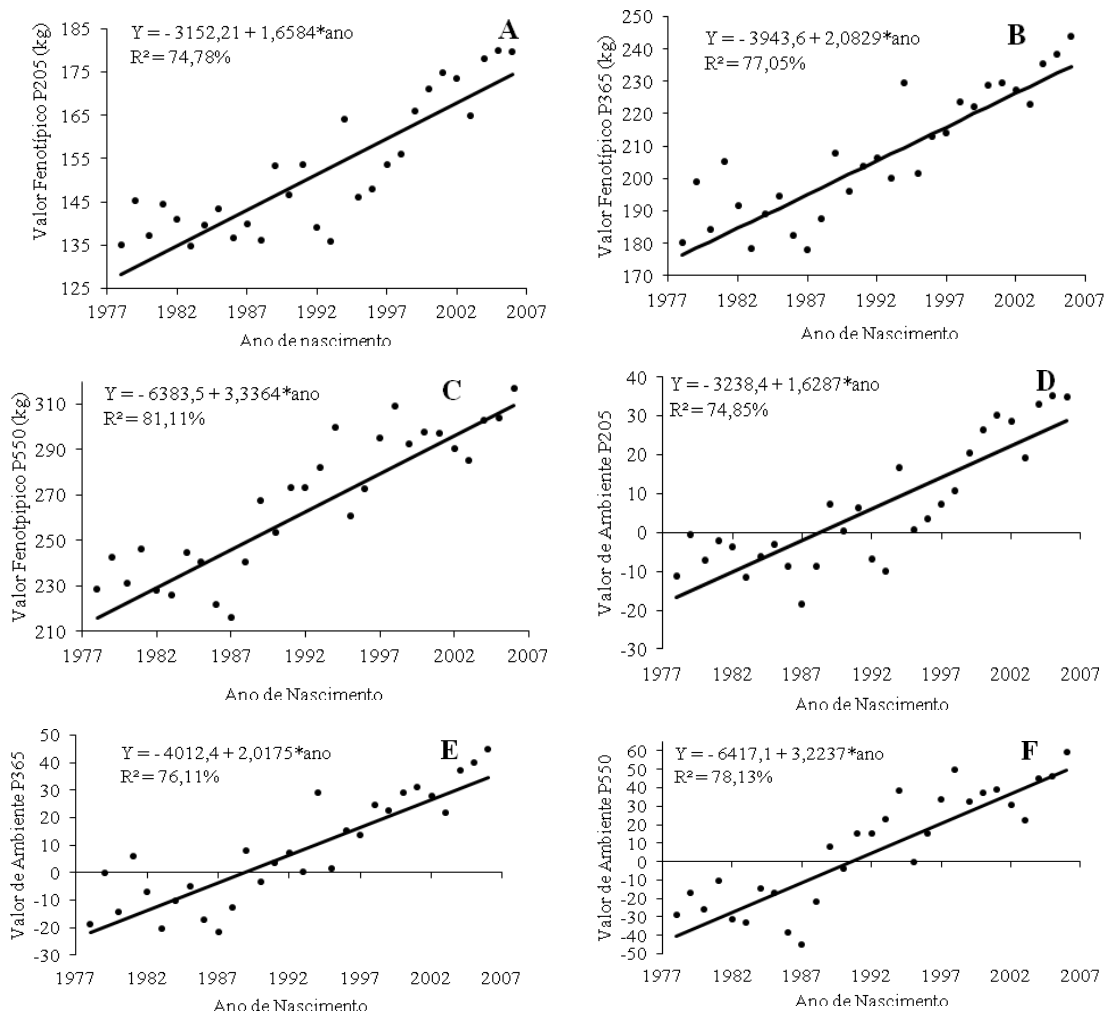 Y = - 3152,21 + 1,6584*ano
R² = 74,78%
A
Valor Fenotípico P205 (kg)
185
175
165
155
145
135
125
1977 1982 1987 1992 1997 2002 2007
Ano de nascimento
Y = - 3943,6 + 2,0829*ano
R² = 77,05%
B
Valor Fenotípico P365 (kg)
250
240
230
220
210
200
190
180
170
1977 1982 1987 1992 1997 2002 2007
Ano de Nascimento
Y = - 6383,5 + 3,3364*ano
R² = 81,11%
C
Valor Fenotpipico P550 (kg)
310
290
270
250
230
210
1977 1982 1987 1992 1997 2002 2007
Ano de Nascimento
Y = - 3238,4 + 1,6287*ano
R² = 74,85%
D
Valor de Ambiente P205
40
30
20
10
0
-10
-20
-30
1977 1982 1987 1992 1997 2002 2007
Ano de Nascimento
Y = - 4012,4 + 2,0175*ano
R² = 76,11%
E
Valor de Ambiente P365
50
40
30
20
10
0
-10
-20
-30
1977 1982 1987 1992 1997 2002 2007
Ano de Nascimento
Y = - 6417,1 + 3,2237*ano
R² = 78,13%
F
Valor de Ambiente P550
60
50
40
30
20
10
0
-10
-20
-30
-40
-50
1977 1982 1987 1992 1997 2002 2007
Ano de Nascimento